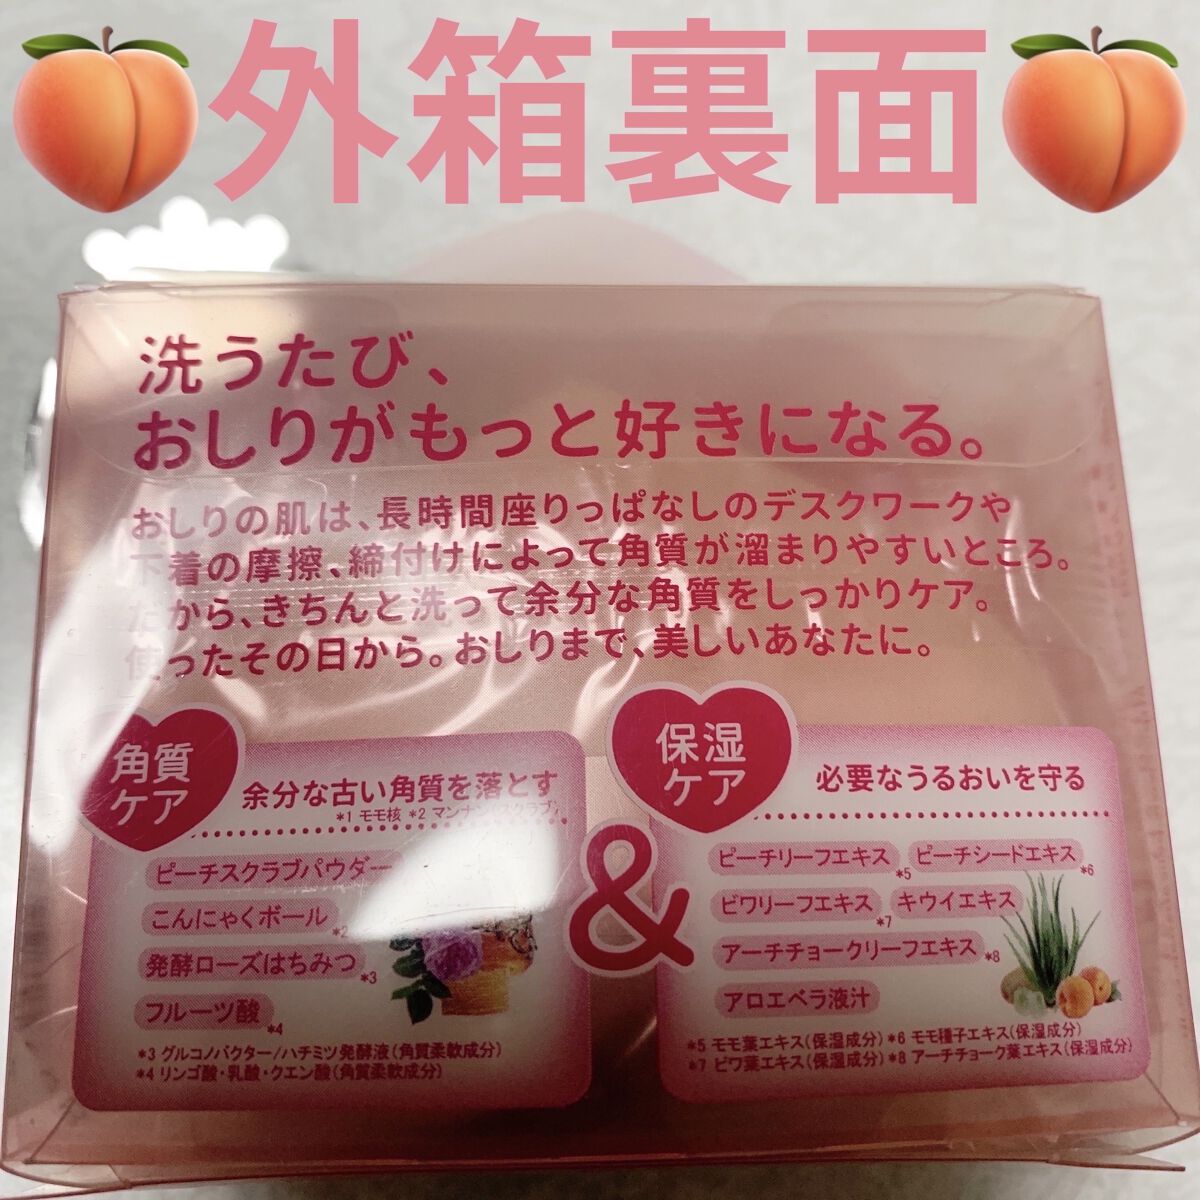 外箱裏面
洗うたび、
おしりがもっと好きになる。
おしりの肌は、長時間座りっぱなしのデスクワークや
下着の摩擦、締付けによって角質が溜まりやすいところ。
だから、きちんと洗って余分な角質をしっかりケア。
使ったその日から。おしりまで、美しいあなたに。
角質
ケア
余分な古い角質を落とす
*1 モモ核 *2 マンナン(スクラブ)
ピーチスクラブパウダー
こんにゃくボール*2
発酵ローズはちみつ*3
フルーツ酸*4
*3 グルコノバクター/ハチミツ発酵液(角質柔軟成分)
*4 リンゴ酸・乳酸・クエン酸(角質柔軟成分)
&
保湿
ケア
必要なうるおいを守る
ピーチリーフエキス*5 ピーチシードエキス*6
ビワリーフエキス*7 キウイエキス
アーチチョークリーフエキス*8
アロエベラ液汁
*5 モモ葉エキス(保湿成分) *6 モモ種子エキス(保湿成分)
*7 ビワ葉エキス(保湿成分) *8 アーチチョーク葉エキス(保湿成分)